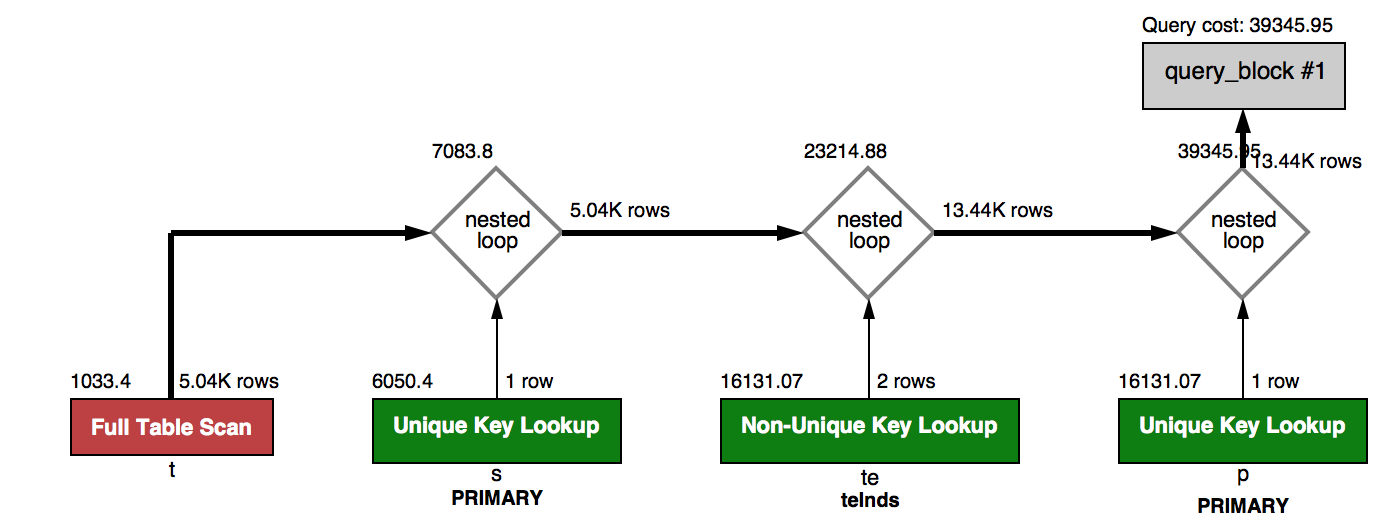 Query cost: 39345.95
query_block #1
7083.8
23214.88
39345.95
13.44K rows
nested
loop
5.04K rows
nested
loop
13.44K rows
nested
loop
1033.4
5.04K rows
6050.4
1 row
16131.07
2 rows
16131.07
1 row
Full Table Scan
Unique Key Lookup
Non-Unique Key Lookup
Unique Key Lookup
t
s
te
p
PRIMARY
teInds
PRIMARY